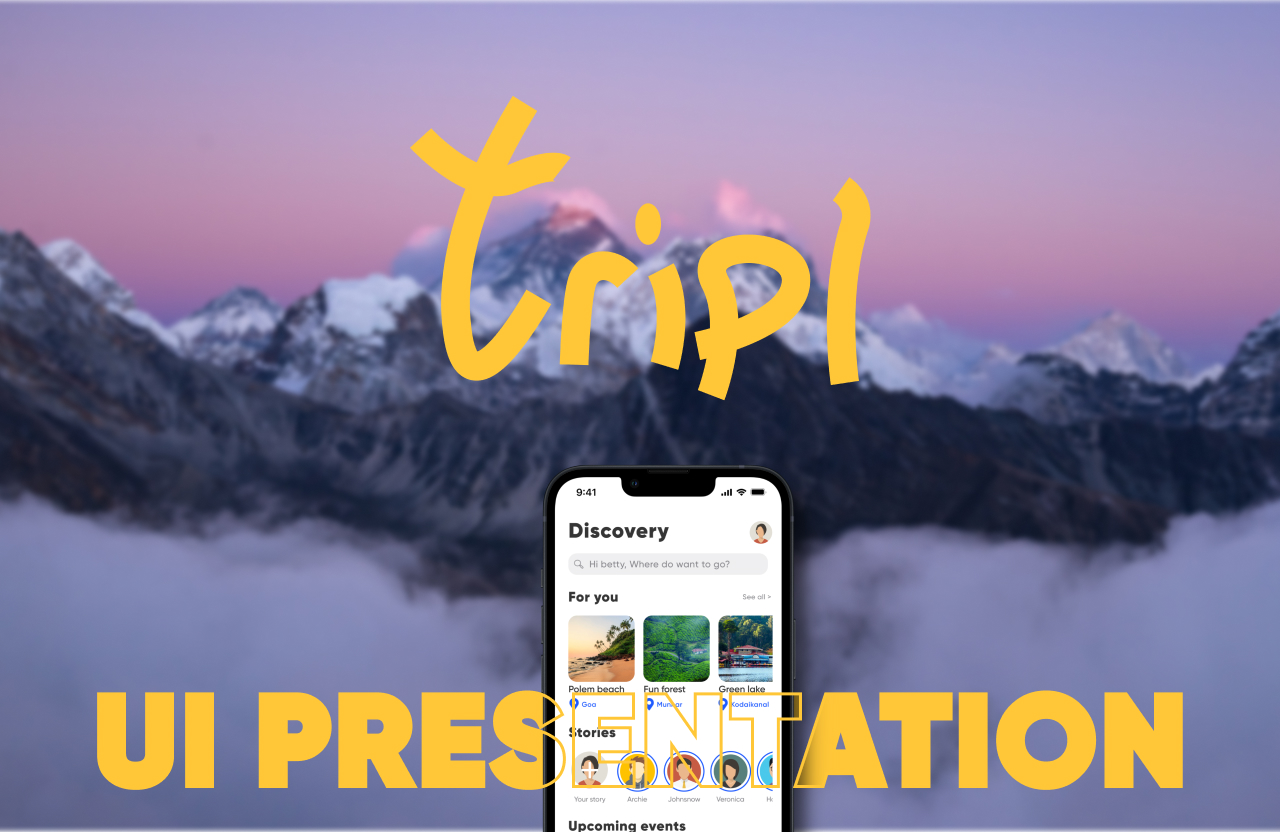 tripl
9:41
Discovery
Hi betty, Where do want to go?
For you
See all >
Polem beach
Fun forest
Green lake
Goa
Munnar
Kodaikanal
UI PRESENTATION
Stories
Your story
Archie
Johnsnow
Veronica
Upcoming events